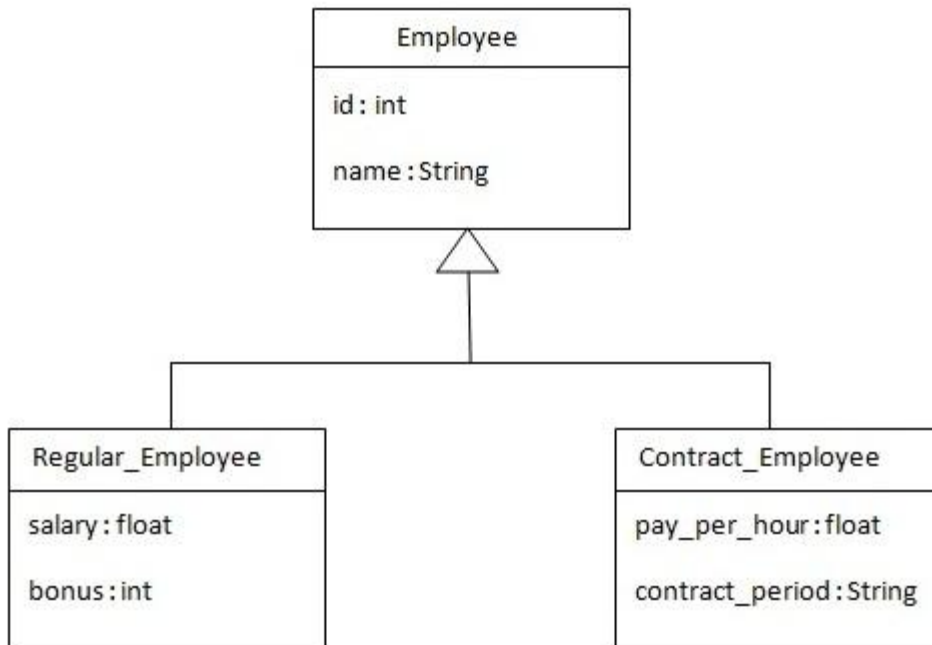 Employee
id: int
name:String
Regular_Employee
salary:float
bonus:int
Contract_Employee
pay_per_hour:float
contract_period:String